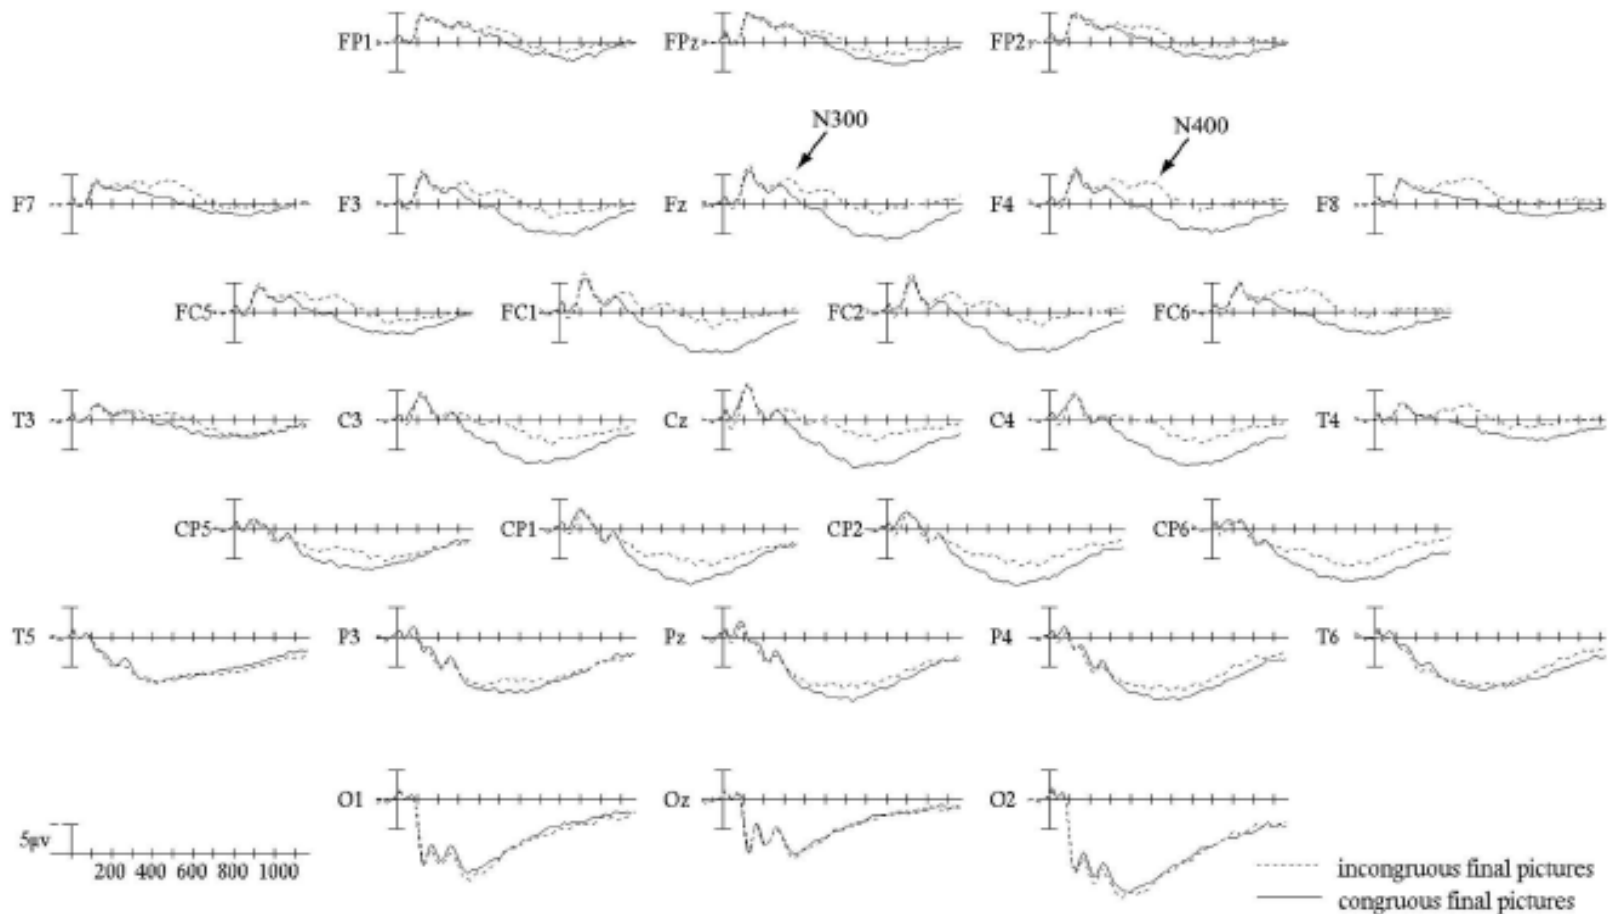 FP1 FPz FP2
N300 N400
F7 F3 Fz F4 F8
FC5 FC1 FC2 FC6
T3 C3 Cz C4 T4
CP5 CP1 CP2 CP6
T5 P3 Pz P4 T6
O1 Oz O2
5μv
200 400 600 800 1000
incongruous final pictures
congruous final pictures